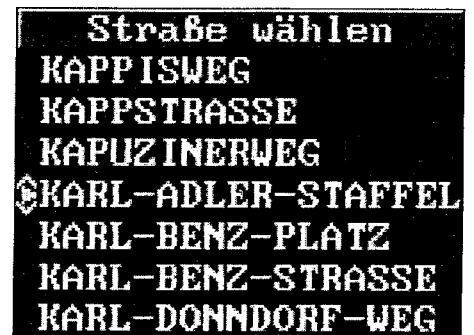 Straße wählen
KAPPISWEG
KAPPSTRASSE
KAPUZINERWEG
KARL-ADLER-STAFFEL
KARL-BENZ-PLATZ
KARL-BENZ-STRASSE
KARL-DONNDORF-WEG